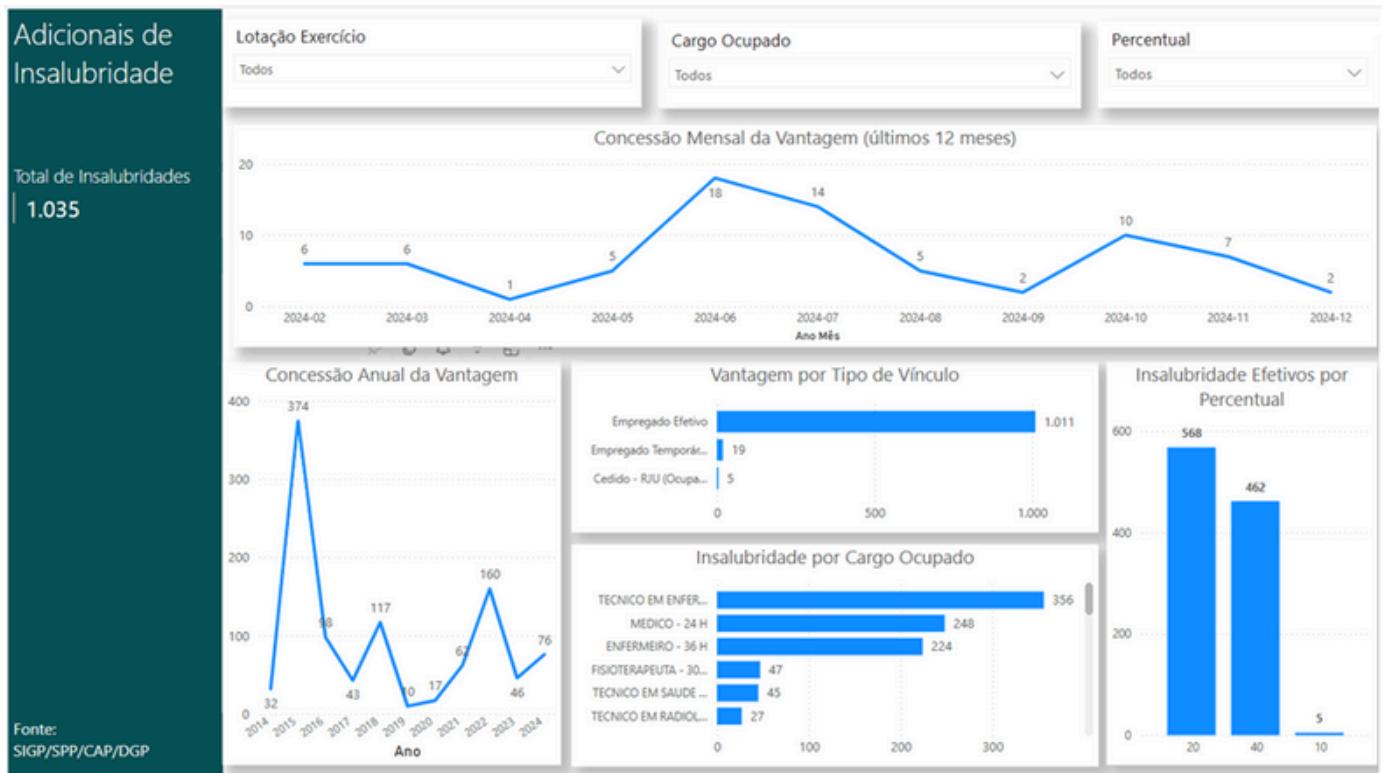 Adicionais de
Insalubridade
Total de Insalubridades
1.035
Fonte:
SIGP/SPP/CAP/DGP
Lotação Exercício
Todos
Cargo Ocupado
Todos
Percentual
Todos
Concessão Mensal da Vantagem (últimos 12 meses)
20
10
0
6
6
1
5
18
14
5
2
10
7
2
2024-02
2024-03
2024-04
2024-05
2024-06
2024-07
2024-08
2024-09
2024-10
2024-11
2024-12
Ano Mês
Concessão Anual da Vantagem
400
300
200
100
0
32
374
98
43
117
10
17
62
160
46
76
2014
2015
2016
2017
2018
2019
2020
2021
2022
2023
2024
Ano
Vantagem por Tipo de Vínculo
Empregado Efetivo
1.011
Empregado Temporár...
19
Cedido - RJU (Ocupa...
5
0
500
1.000
Insalubridade por Cargo Ocupado
TECNICO EM ENFER...
356
MEDICO - 24 H
248
ENFERMEIRO - 36 H
224
FISIOTERAPEUTA - 30...
47
TECNICO EM SAUDE ...
45
TECNICO EM RADIOL...
27
0
100
200
300
Insalubridade Efetivos por
Percentual
600
400
200
0
568
462
5
20
40
10